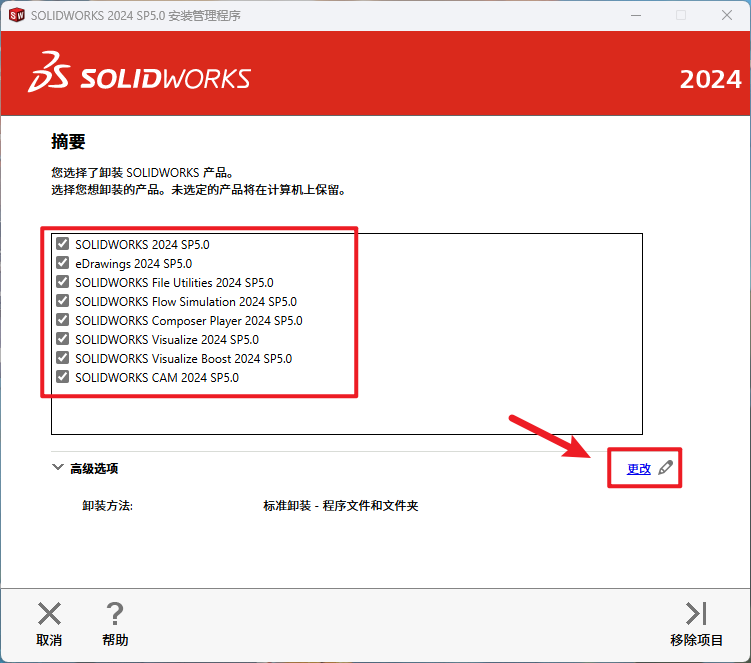 SOLIDWORKS 2024 SP5.0 安装管理程序
SOLIDWORKS
2024
摘要
您选择了卸装 SOLIDWORKS 产品。
选择您想卸装的产品。未选定的产品将在计算机上保留。
SOLIDWORKS 2024 SP5.0
eDrawings 2024 SP5.0
SOLIDWORKS File Utilities 2024 SP5.0
SOLIDWORKS Flow Simulation 2024 SP5.0
SOLIDWORKS Composer Player 2024 SP5.0
SOLIDWORKS Visualize 2024 SP5.0
SOLIDWORKS Visualize Boost 2024 SP5.0
SOLIDWORKS CAM 2024 SP5.0
高级选项
更改
卸装方法: 标准卸装 - 程序文件和文件夹
取消
帮助
移除项目